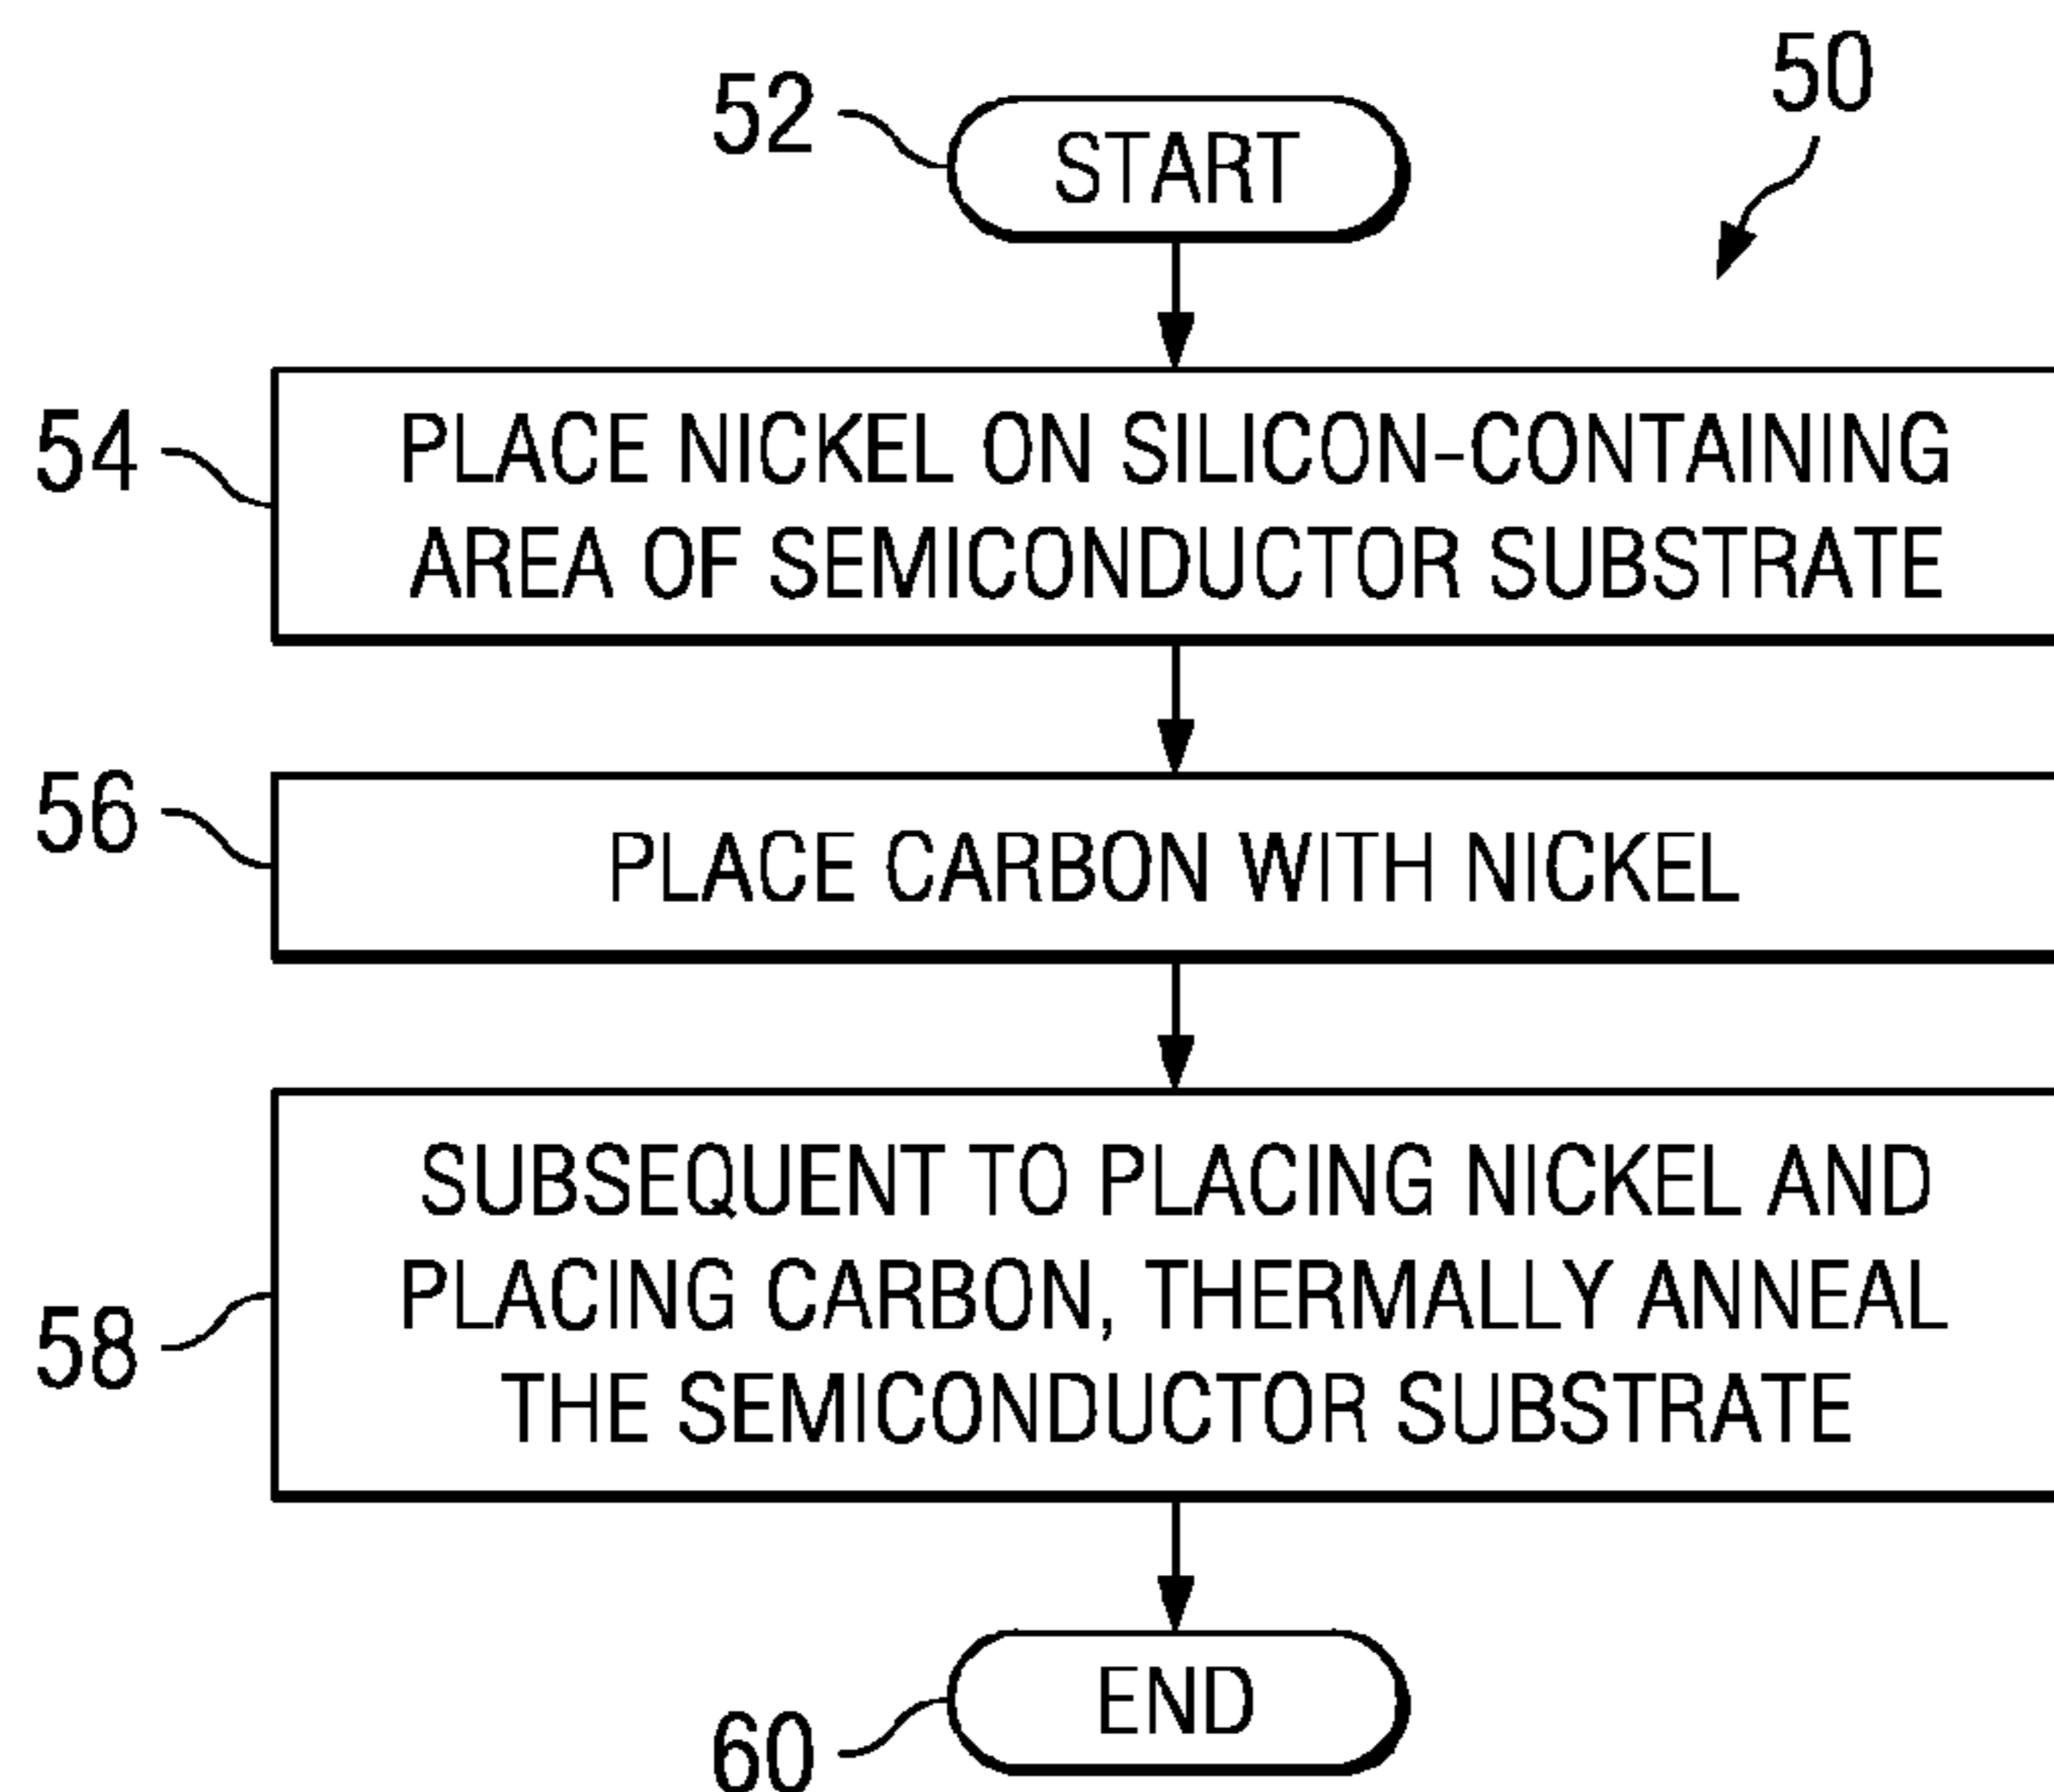 50
52
START
54
PLACE NICKEL ON SILICON-CONTAINING
AREA OF SEMICONDUCTOR SUBSTRATE
56
PLACE CARBON WITH NICKEL
58
SUBSEQUENT TO PLACING NICKEL AND
PLACING CARBON, THERMALLY ANNEAL
THE SEMICONDUCTOR SUBSTRATE
60
END